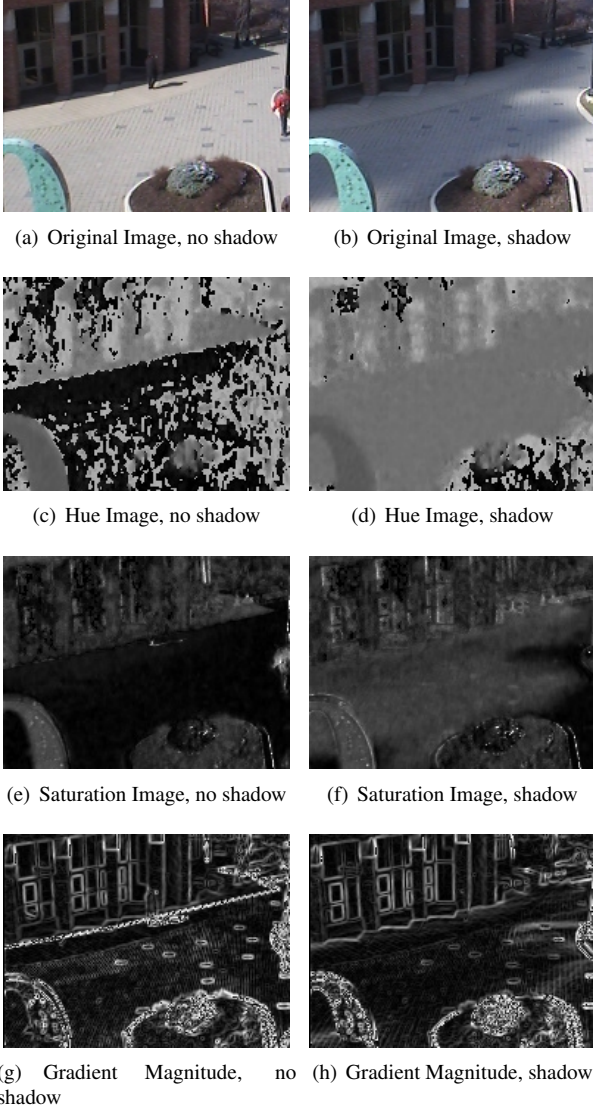 (a) Original Image, no shadow
(b) Original Image, shadow
(c) Hue Image, no shadow
(d) Hue Image, shadow
(e) Saturation Image, no shadow
(f) Saturation Image, shadow
(g) Gradient Magnitude, no
shadow
(h) Gradient Magnitude, shadow